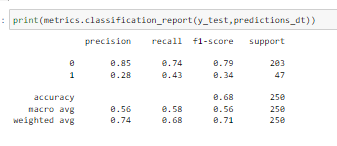 : print(metrics.classification_report(y_test,predictions_dt))
precision recall f1-score support
0 0.85 0.74 0.79 203
1 0.28 0.43 0.34 47
accuracy 0.68 250
macro avg 0.56 0.58 0.56 250
weighted avg 0.74 0.68 0.71 250